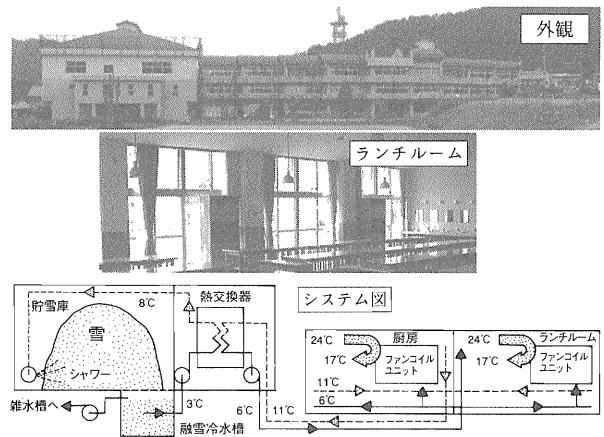 外観
ランチルーム
システム図
貯雪庫
8℃
熱交換器
雪
シャワー
雑水槽へ
3℃
融雪冷水槽
6℃
11℃
厨房
24℃
17℃
ファンコイル
ユニット
ランチルーム
24℃
17℃
ファンコイル
ユニット
11℃
6℃